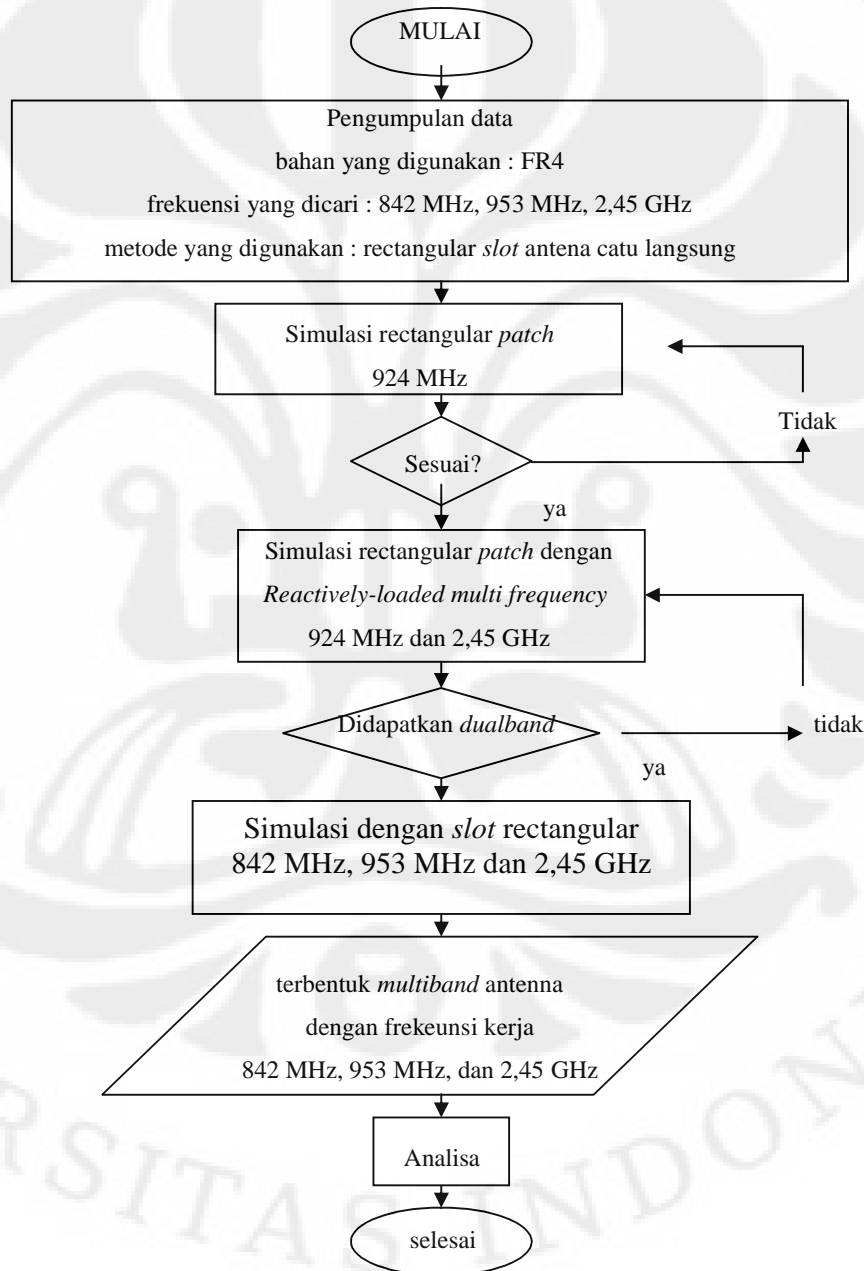 MULAI
Pengumpulan data
bahan yang digunakan : FR4
frekuensi yang dicari : 842 MHz, 953 MHz, 2,45 GHz
metode yang digunakan : rectangular slot antena catu langsung
Simulasi rectangular patch
924 MHz
Tidak
Sesuai?
ya
Simulasi rectangular patch dengan
Reactively-loaded multi frequency
924 MHz dan 2,45 GHz
Didapatkan dualband
tidak
ya
Simulasi dengan slot rectangular
842 MHz, 953 MHz dan 2,45 GHz
terbentuk multiband antenna
dengan frekeunsi kerja
842 MHz, 953 MHz, dan 2,45 GHz
Analisa
selesai
RSITAS INDON